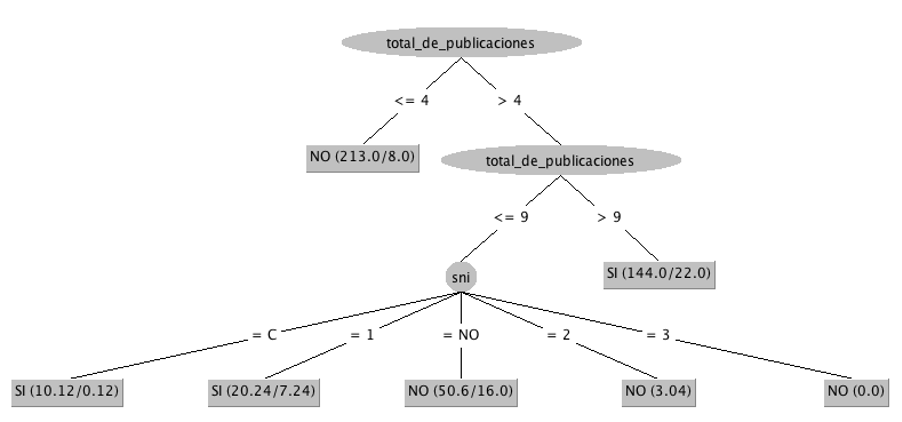 total_de_publicaciones
<= 4
> 4
NO (213.0/8.0)
total_de_publicaciones
<= 9
> 9
sni
SI (144.0/22.0)
= C
= 1
= NO
= 2
= 3
SI (10.12/0.12)
SI (20.24/7.24)
NO (50.6/16.0)
NO (3.04)
NO (0.0)